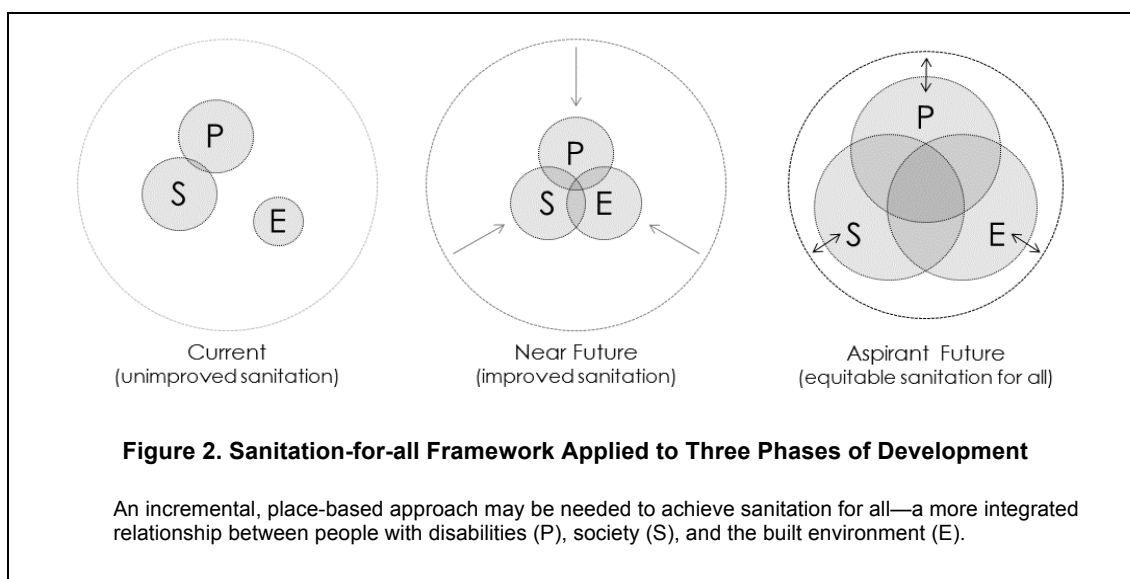 P
S
E
P
S
E
P
S
E
Current
(unimproved sanitation)
Near Future
(improved sanitation)
Aspirant Future
(equitable sanitation for all)
Figure 2. Sanitation-for-all Framework Applied to Three Phases of Development
An incremental, place-based approach may be needed to achieve sanitation for all—a more integrated
relationship between people with disabilities (P), society (S), and the built environment (E).